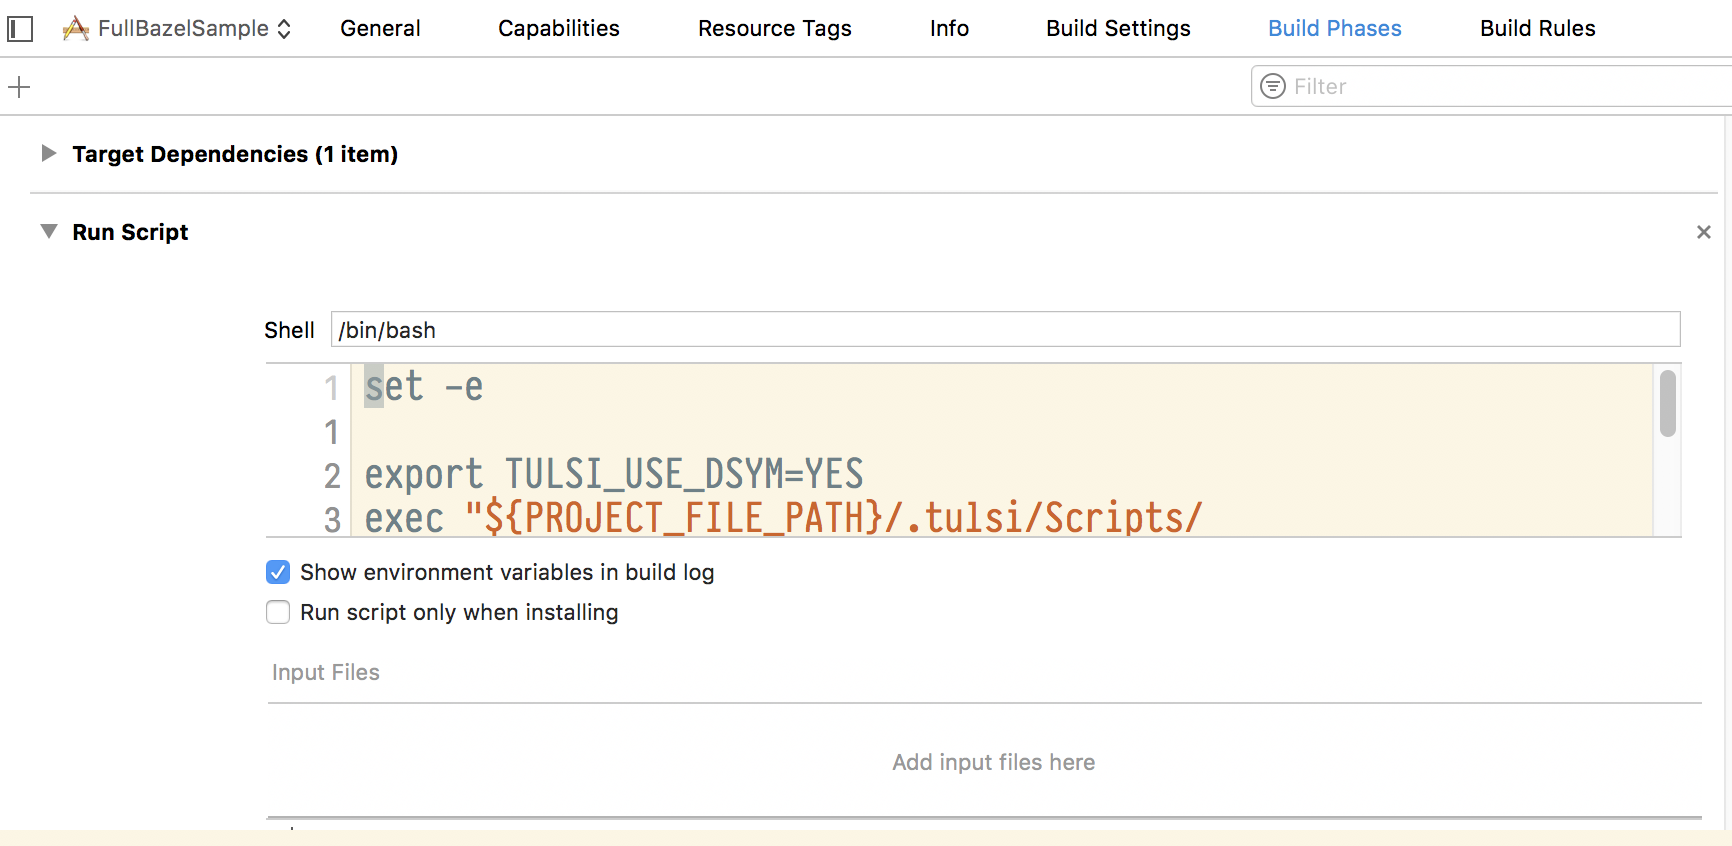 FullBazelSample General Capabilities Resource Tags Info Build Settings Build Phases Build Rules
Filter
Target Dependencies (1 item)
Run Script
Shell /bin/bash
1 set -e
1
2 export TULSI_USE_DSYM=YES
3 exec "${PROJECT_FILE_PATH}/.tulsi/Scripts/
Show environment variables in build log
Run script only when installing
Input Files
Add input files here